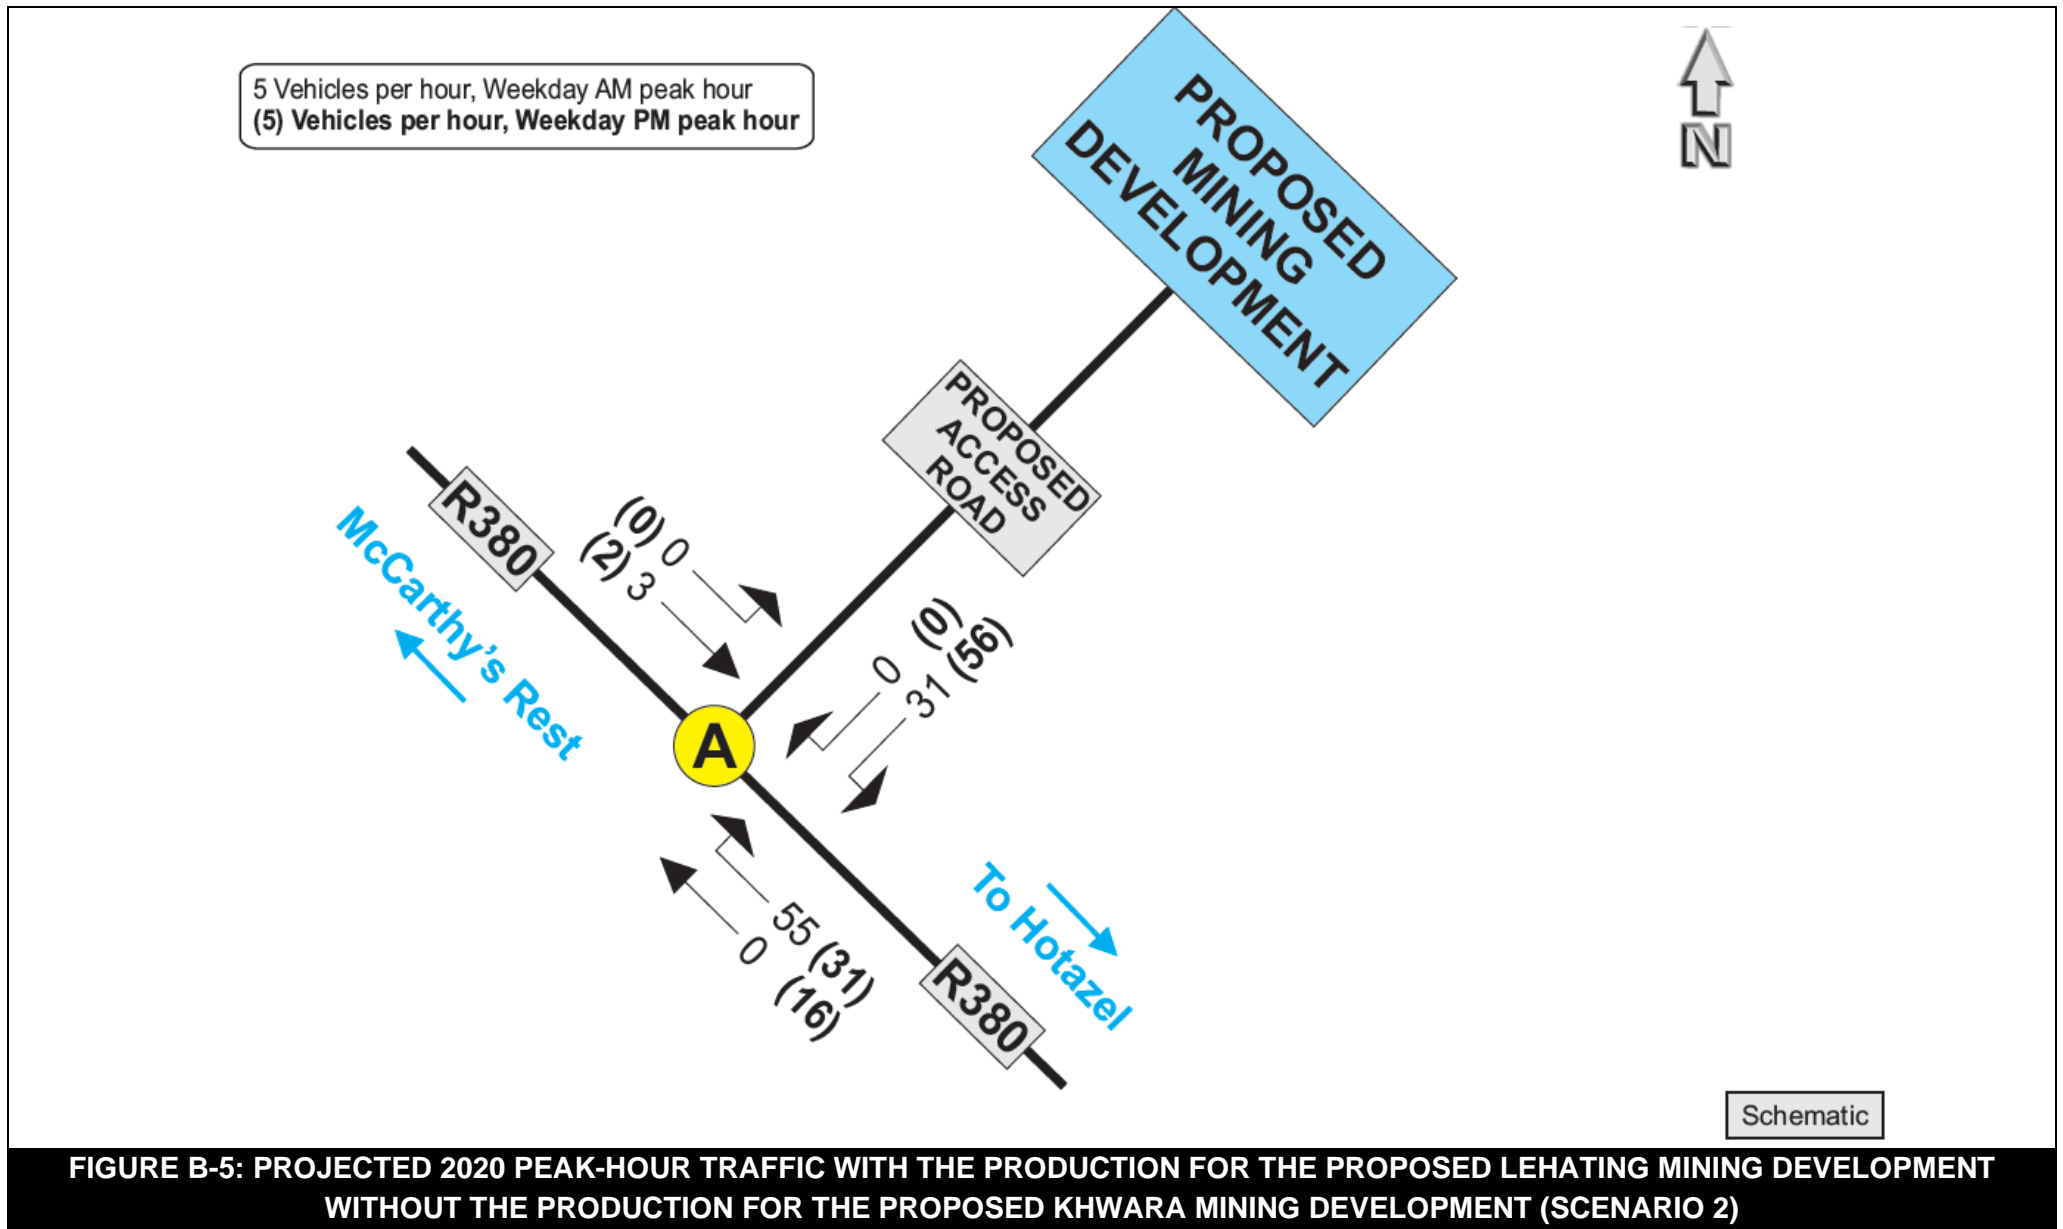 5 Vehicles per hour, Weekday AM peak hour
(5) Vehicles per hour, Weekday PM peak hour
N
PROPOSED
MINING
DEVELOPMENT
PROPOSED
ACCESS
ROAD
R380
McCarthy's Rest
(0) 0
(2) 3
0 (0)
31 (56)
A
55 (31)
0 (16)
To Hotazel
R380
Schematic
FIGURE B-5: PROJECTED 2020 PEAK-HOUR TRAFFIC WITH THE PRODUCTION FOR THE PROPOSED LEHATING MINING DEVELOPMENT
WITHOUT THE PRODUCTION FOR THE PROPOSED KHWARA MINING DEVELOPMENT (SCENARIO 2)